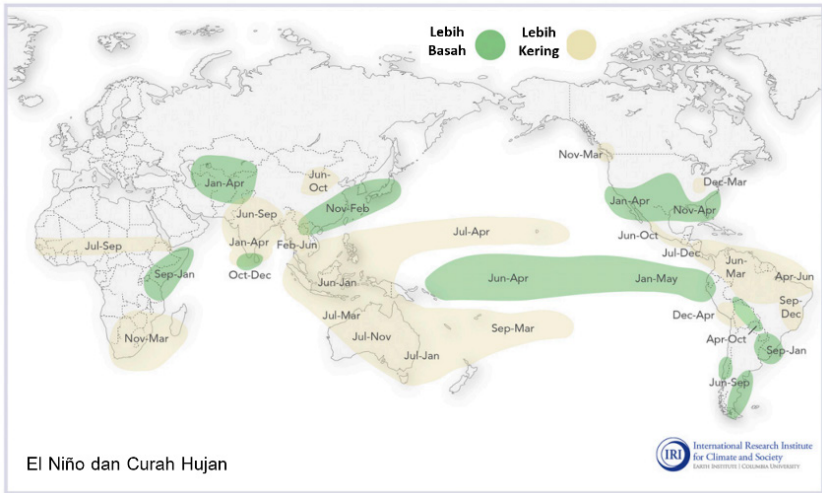 Lebih
Basah
Lebih
Kering
Nov-Mar
Dec-Mar
Jan-Apr
Nov-Apr
Jun-
Oct
Jan-Apr
Nov-Feb
Jun-Sep
Jan-Apr
Feb-Jun
Oct-Dec
Jul-Sep
Sep-Jan
Nov-Mar
Jul-Apr
Jun-Oct
Jul-Dec
Jun-
Mar
Apr-Jun
Jun-Jan
Jun-Apr
Jan-May
Sep-
Dec
Jul-Mar
Jul-Nov
Jul-Jan
Sep-Mar
Dec-Apr
Apr-Oct
Sep-Jan
Jun-Sep
El Niño dan Curah Hujan
IRI
International Research Institute
for Climate and Society
EARTH INSTITUTE | COLUMBIA UNIVERSITY